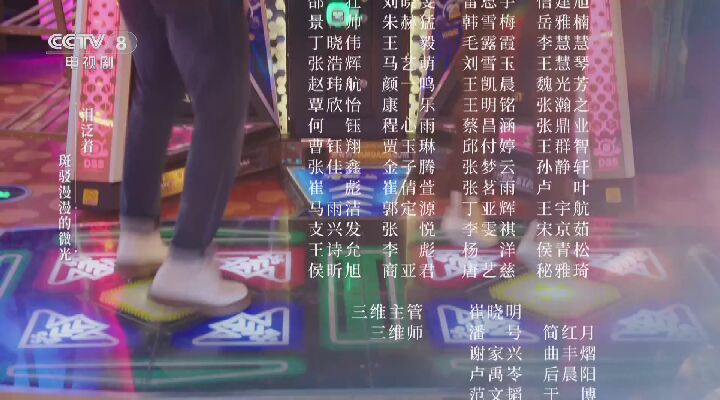 CCTV 8
电视剧
泪泛着
斑驳漫漫的微光
景 帅 朱赫猛 韩雪梅 岳雅楠
丁晓伟 王 毅 毛露霞 李慧慧
张浩辉 马艺萌 刘雪玉 王慧琴
赵玮航 颜一鸣 王凯晨 魏光芳
覃欣怡 康 乐 王明铭 张瀚之
何 钰 程心雨 蔡昌涵 张鼎业
曹钰翔 贾玉琳 邱付婷 王群智
张佳鑫 金子腾 张梦云 孙静轩
崔 彪 崔倩萱 张茗雨 卢 叶
马雨洁 郭定源 丁亚辉 王宇航
支兴发 张 悦 李雯祺 宋京茹
王诗允 李 彪 杨 洋 侯青松
侯昕旭 商亚君 唐艺慈 秘雅琦
三维主管 崔晓明
三维师 潘 号 简红月
谢家兴 曲丰熠
卢禹岑 后晨阳
范文韬 于 博